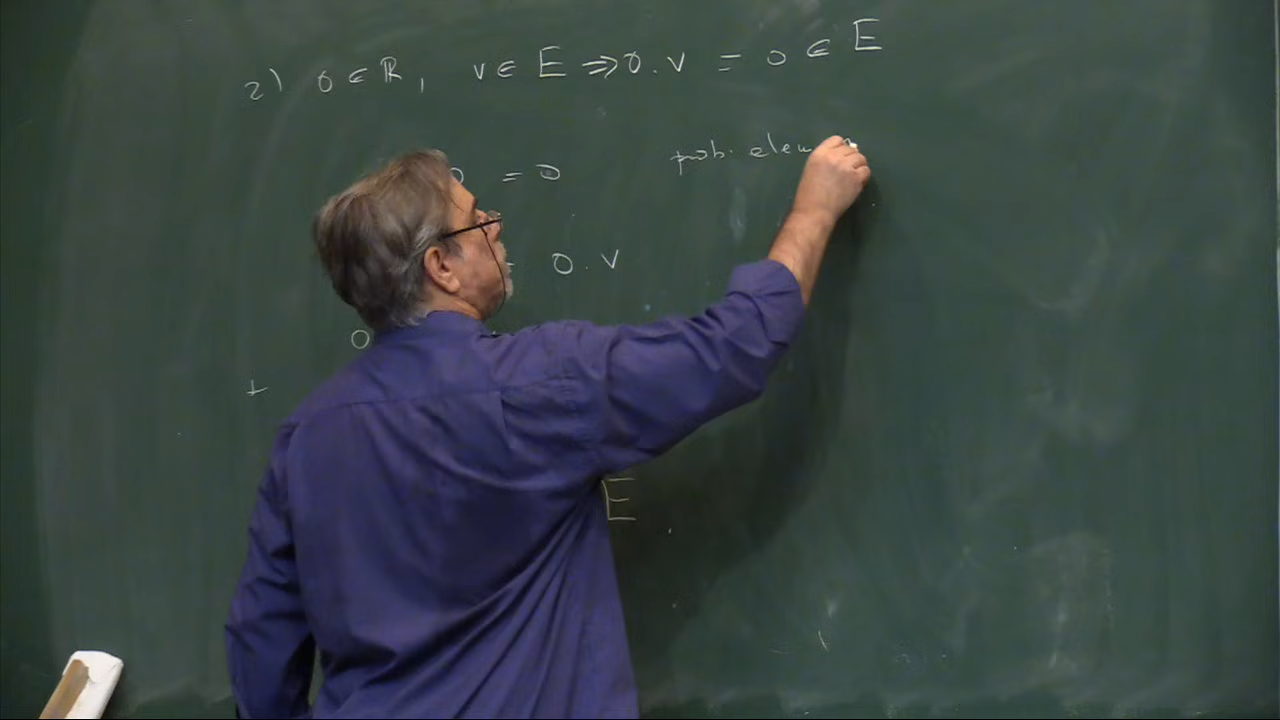 2) 0 ∈ ℝ, v ∈ E ⇒ 0.v = 0 ∈ E
0 = 0
prob. elem
0.v
0
+
E